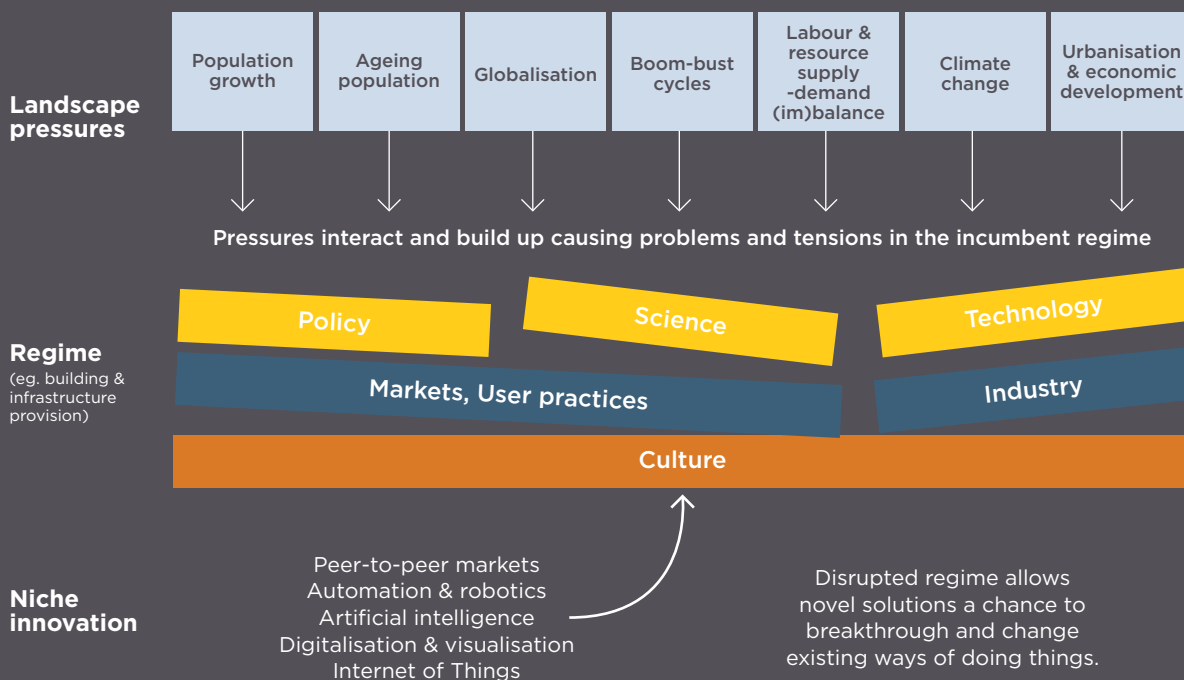 Landscape
pressures
Population
growth
Ageing
population
Globalisation
Boom-bust
cycles
Labour &
resource
supply
-demand
(im)balance
Climate
change
Urbanisation
& economic
development
Pressures interact and build up causing problems and tensions in the incumbent regime
Regime
(eg. building &
infrastructure
provision)
Policy
Science
Technology
Markets, User practices
Industry
Culture
Niche
innovation
Peer-to-peer markets
Automation & robotics
Artificial intelligence
Digitalisation & visualisation
Internet of Things
Disrupted regime allows
novel solutions a chance to
breakthrough and change
existing ways of doing things.